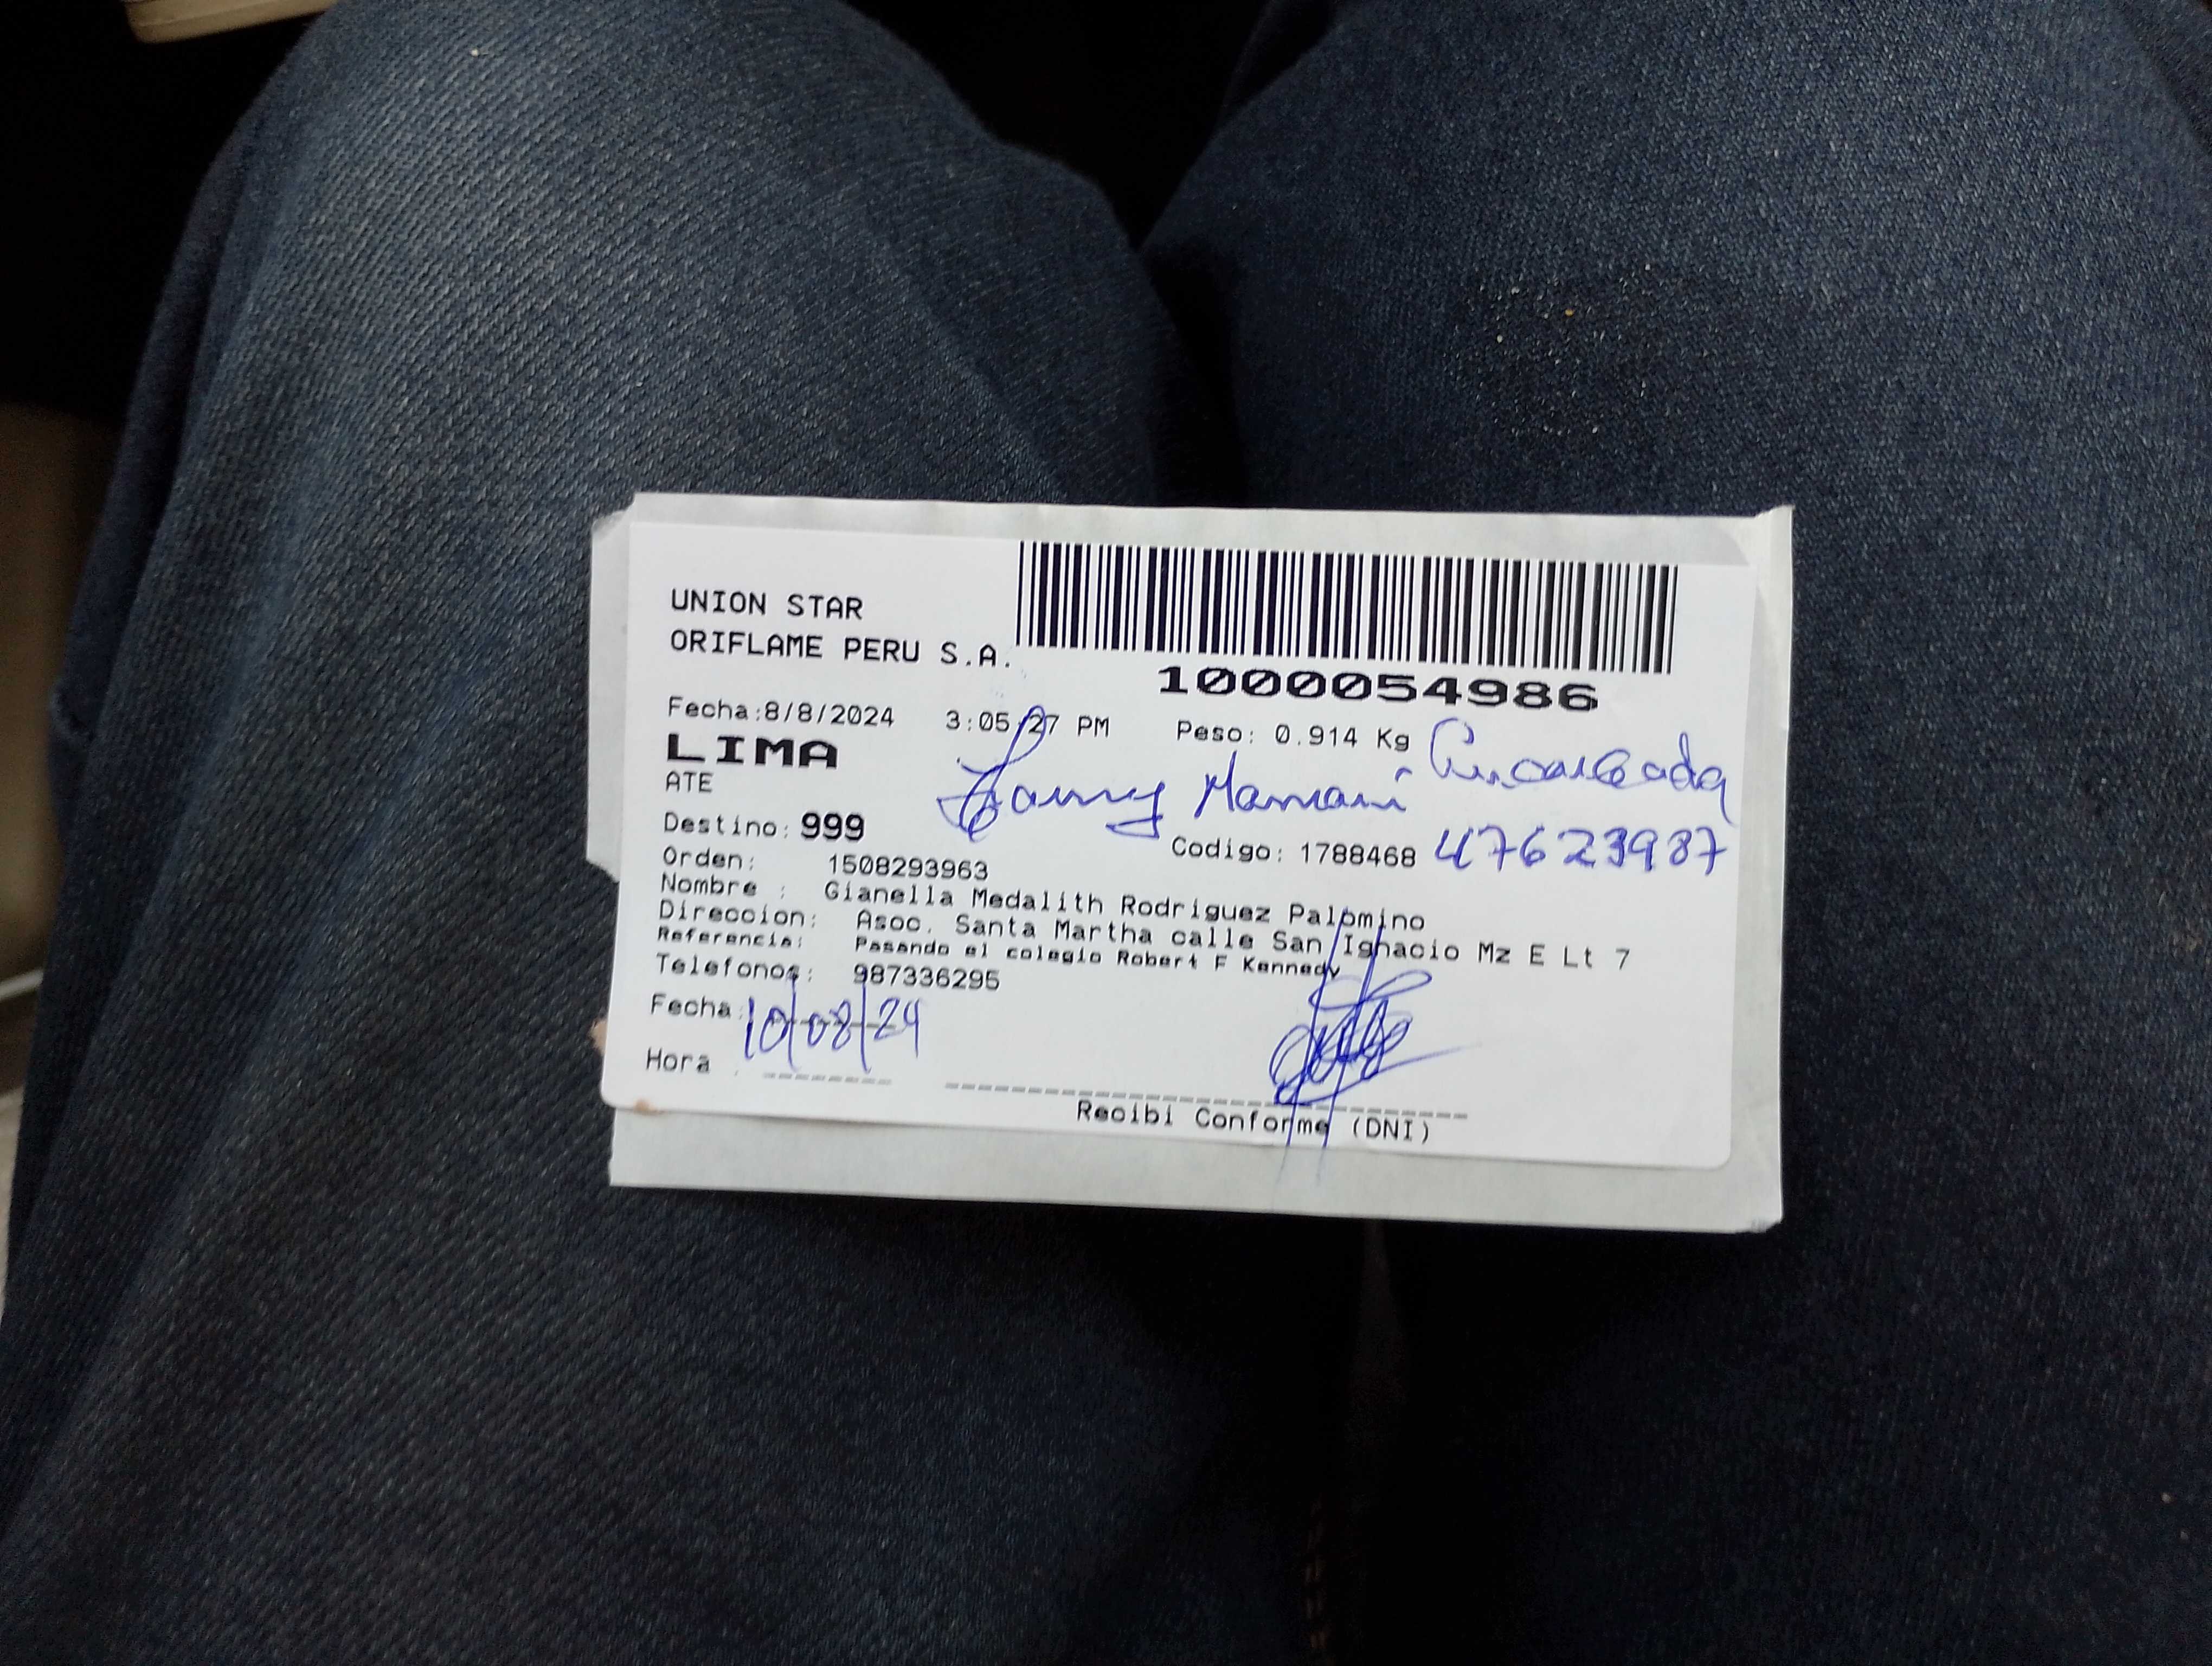 UNION STAR
ORIFLAME PERU S.A.
1000054986
Fecha:8/8/2024 3:05:27 PM Peso: 0.914 Kg
LIMA
ATE
Mamani Encargada
Destino: 999
Codigo: 1788468 47623987
Orden: 1508293963
Nombre : Gianella Medalith Rodriguez Palomino
Direccion: Asoc. Santa Martha calle San Ignacio Mz E Lt 7
Referencia: Pasando el colegio Robert F Kennedy
Telefonos: 987336295
Fecha: 10/08/24
Hora :
Recibi Conforme (DNI)